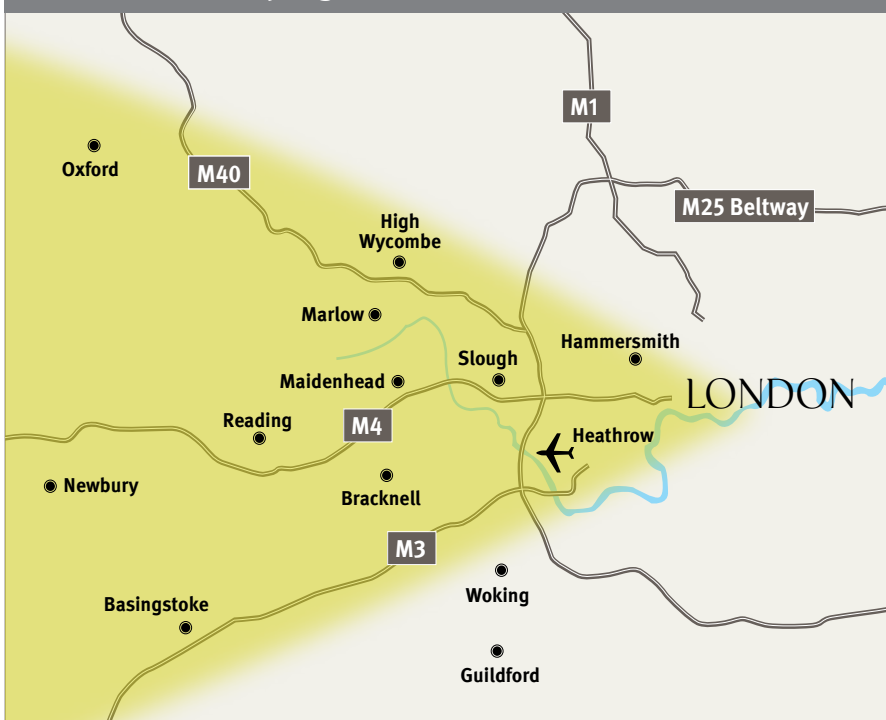 M1
Oxford
M40
M25 Beltway
High
Wycombe
Marlow
Hammersmith
Slough
Maidenhead
LONDON
Reading
M4
Heathrow
Newbury
Bracknell
M3
Woking
Basingstoke
Guildford